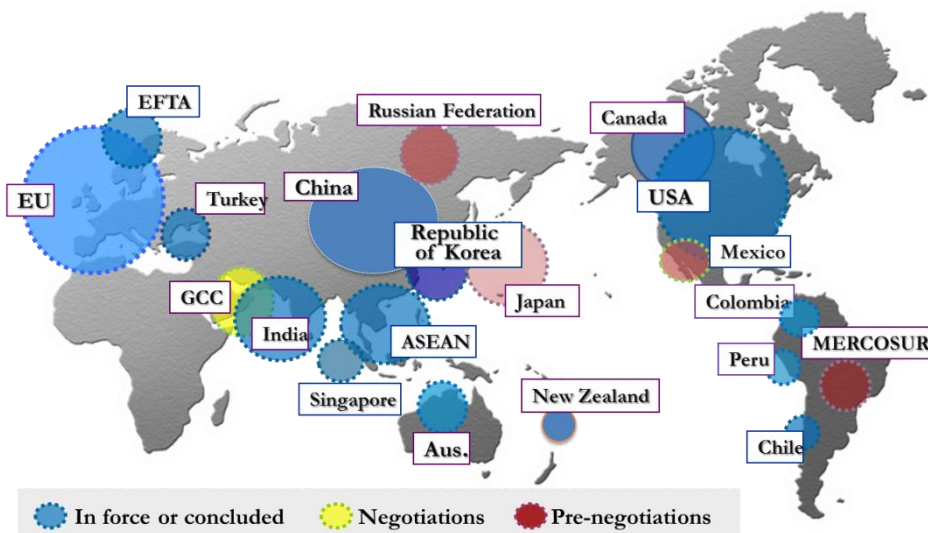 EFTA
Russian Federation
Canada
EU
Turkey
China
USA
Republic
of Korea
Mexico
GCC
Japan
Colombia
India
ASEAN
MERCOSUR
Peru
Singapore
New Zealand
Aus.
Chile
In force or concluded
Negotiations
Pre-negotiations